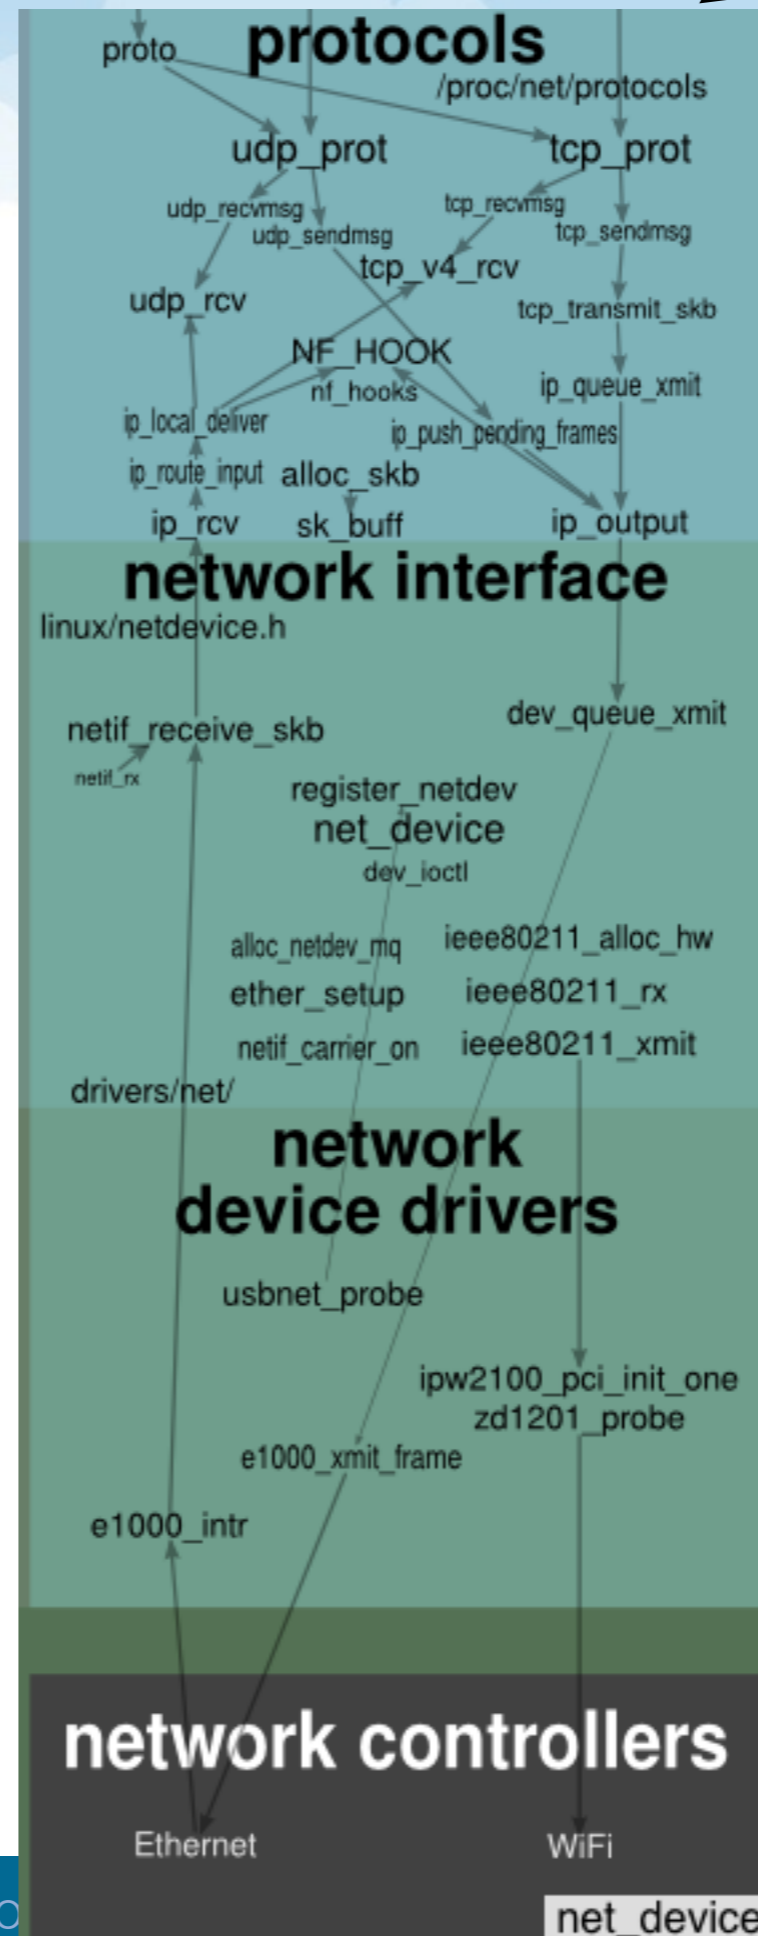 protocols
proto
/proc/net/protocols
udp_prot
tcp_prot
udp_recvmsg
tcp_recvmsg
udp_sendmsg
tcp_sendmsg
tcp_v4_rcv
udp_rcv
tcp_transmit_skb
NF_HOOK
nf_hooks
ip_queue_xmit
ip_local_deliver
ip_push_pending_frames
ip_route_input
alloc_skb
ip_rcv
sk_buff
ip_output
network interface
linux/netdevice.h
netif_receive_skb
dev_queue_xmit
netif_rx
register_netdev
net_device
dev_ioctl
alloc_netdev_mq
ieee80211_alloc_hw
ether_setup
ieee80211_rx
netif_carrier_on
ieee80211_xmit
drivers/net/
network
device drivers
usbnet_probe
ipw2100_pci_init_one
zd1201_probe
e1000_xmit_frame
e1000_intr
network controllers
Ethernet
WiFi
net_device